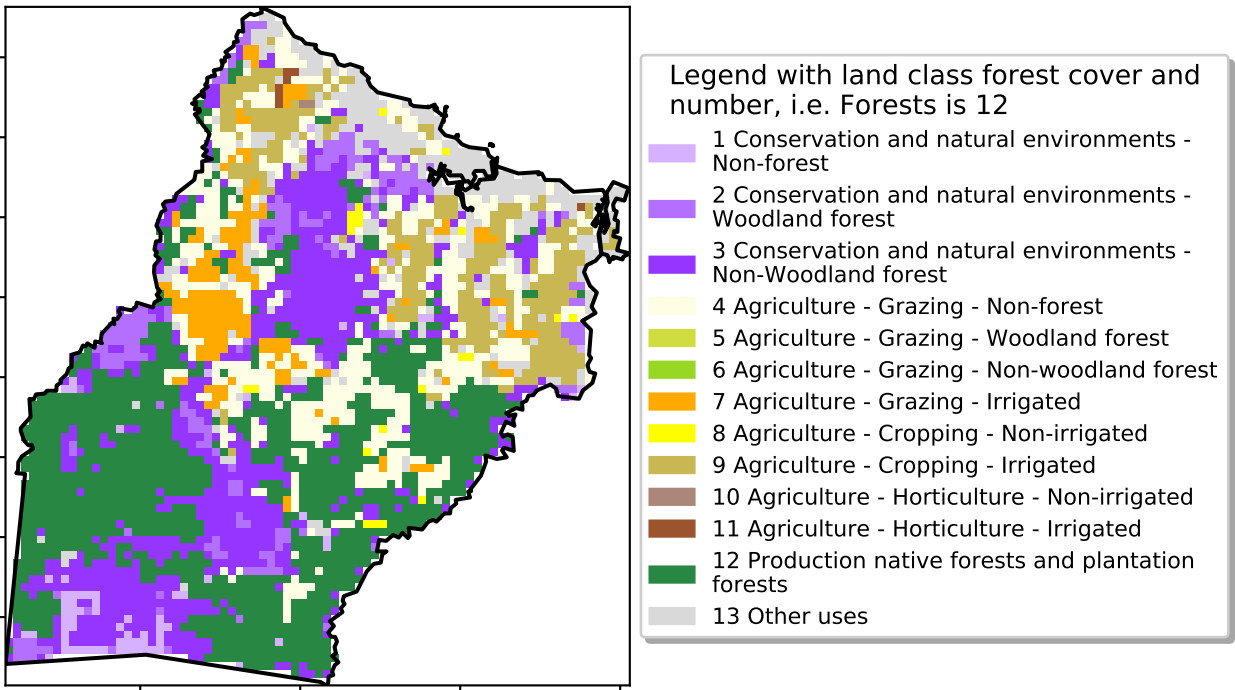 Legend with land class forest cover and
number, i.e. Forests is 12
1 Conservation and natural environments -
Non-forest
2 Conservation and natural environments -
Woodland forest
3 Conservation and natural environments -
Non-Woodland forest
4 Agriculture - Grazing - Non-forest
5 Agriculture - Grazing - Woodland forest
6 Agriculture - Grazing - Non-woodland forest
7 Agriculture - Grazing - Irrigated
8 Agriculture - Cropping - Non-irrigated
9 Agriculture - Cropping - Irrigated
10 Agriculture - Horticulture - Non-irrigated
11 Agriculture - Horticulture - Irrigated
12 Production native forests and plantation
forests
13 Other uses